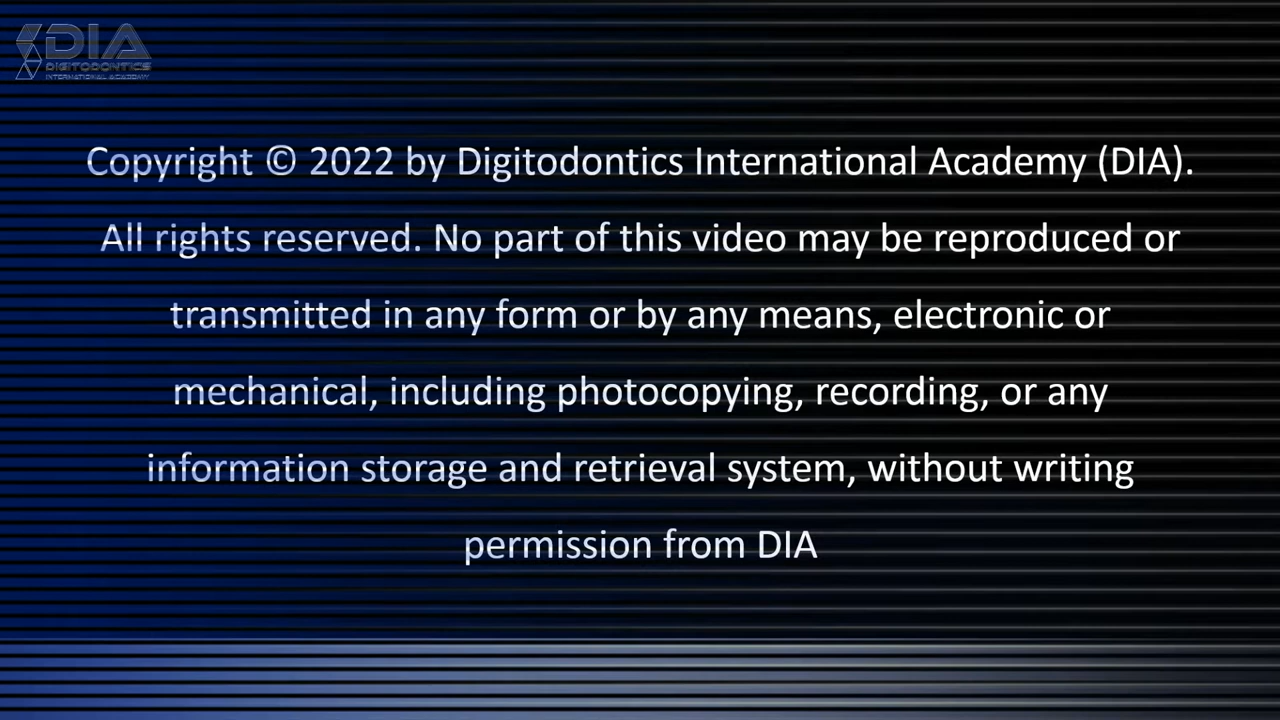 DIA
DIGITODONTICS
INTERNATIONAL ACADEMY
Copyright © 2022 by Digitodontics International Academy (DIA).
All rights reserved. No part of this video may be reproduced or
transmitted in any form or by any means, electronic or
mechanical, including photocopying, recording, or any
information storage and retrieval system, without writing
permission from DIA